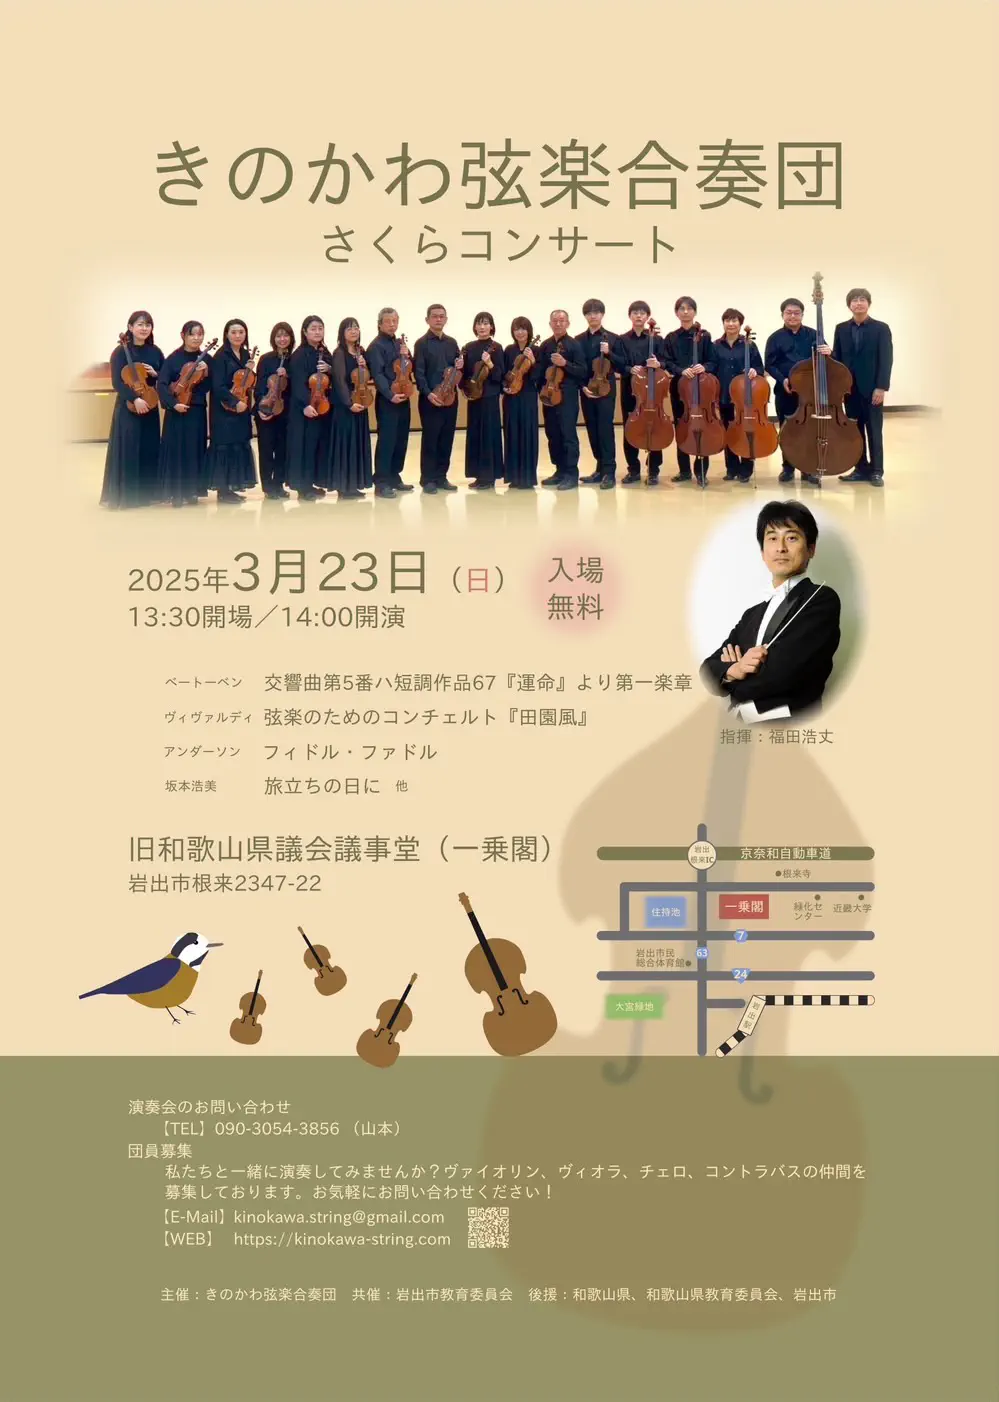 きのかわ弦楽合奏団
さくらコンサート
2025年3月23日（日）
13:30開場／14:00開演
入場
無料
ベートーベン　交響曲第5番ハ短調作品67『運命』より第一楽章
ヴィヴァルディ　弦楽のためのコンチェルト『田園風』
アンダーソン　フィドル・ファドル
坂本浩美　旅立ちの日に　他
指揮：福田浩丈
旧和歌山県議会議事堂（一乗閣）
岩出市根来2347-22
岩出
根来IC
京奈和自動車道
根来寺
住持池
一乗閣
緑化セ
ンター
近畿大学
7
岩出市民
総合体育館
63
24
大宮緑地
岩出駅
演奏会のお問い合わせ
【TEL】090-3054-3856（山本）
団員募集
私たちと一緒に演奏してみませんか？ヴァイオリン、ヴィオラ、チェロ、コントラバスの仲間を
募集しております。お気軽にお問い合わせください！
【E-Mail】kinokawa.string@gmail.com
【WEB】　https://kinokawa-string.com
主催：きのかわ弦楽合奏団　共催：岩出市教育委員会　後援：和歌山県、和歌山県教育委員会、岩出市